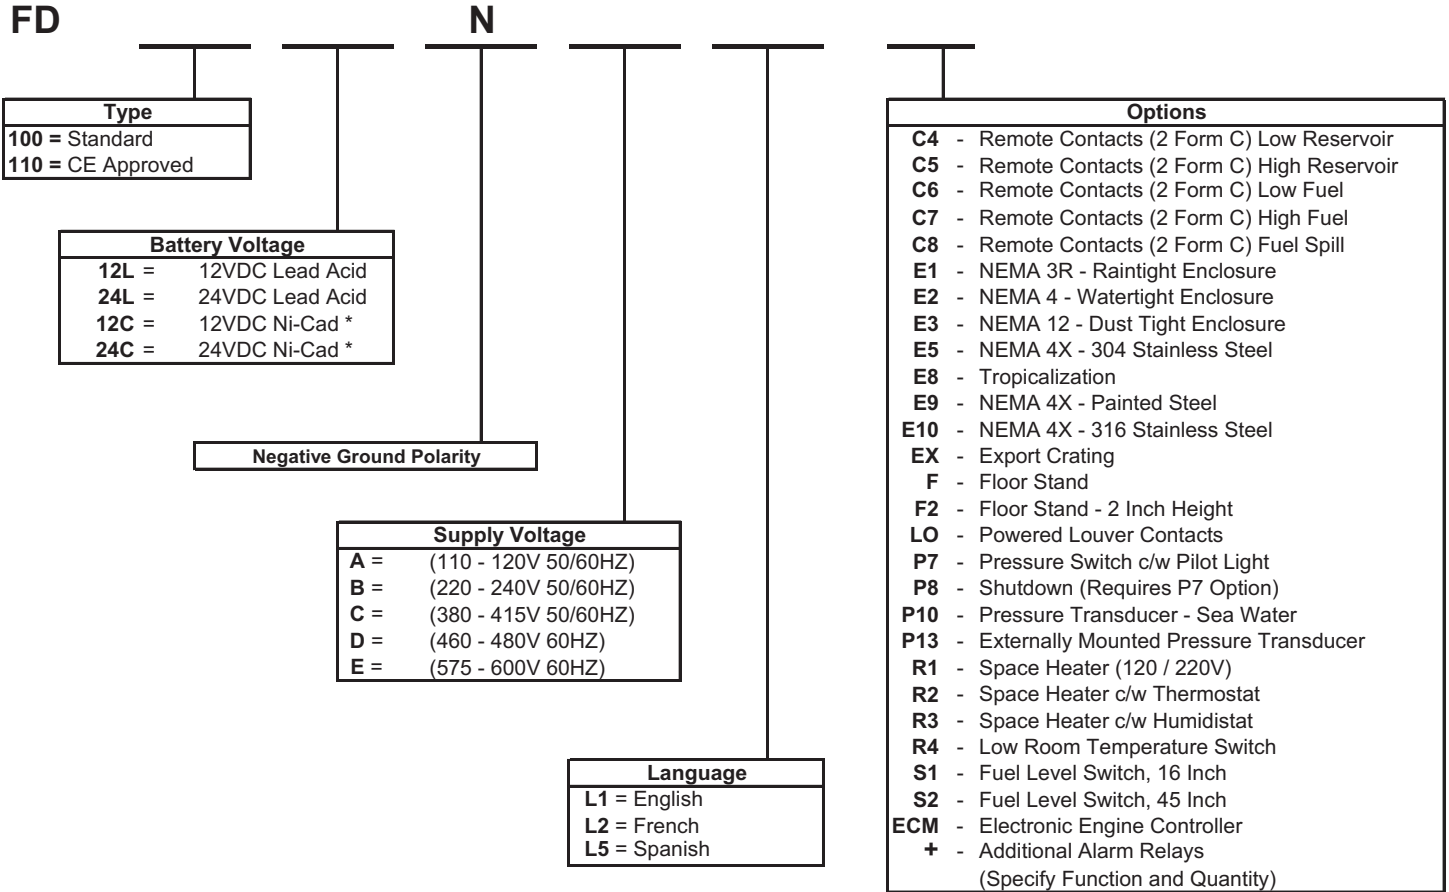 FD N
Type
100 = Standard
110 = CE Approved
Battery Voltage
12L = 12VDC Lead Acid
24L = 24VDC Lead Acid
12C = 12VDC Ni-Cad *
24C = 24VDC Ni-Cad *
Negative Ground Polarity
Supply Voltage
A = (110 - 120V 50/60HZ)
B = (220 - 240V 50/60HZ)
C = (380 - 415V 50/60HZ)
D = (460 - 480V 60HZ)
E = (575 - 600V 60HZ)
Language
L1 = English
L2 = French
L5 = Spanish
Options
C4 - Remote Contacts (2 Form C) Low Reservoir
C5 - Remote Contacts (2 Form C) High Reservoir
C6 - Remote Contacts (2 Form C) Low Fuel
C7 - Remote Contacts (2 Form C) High Fuel
C8 - Remote Contacts (2 Form C) Fuel Spill
E1 - NEMA 3R - Raintight Enclosure
E2 - NEMA 4 - Watertight Enclosure
E3 - NEMA 12 - Dust Tight Enclosure
E5 - NEMA 4X - 304 Stainless Steel
E8 - Tropicalization
E9 - NEMA 4X - Painted Steel
E10 - NEMA 4X - 316 Stainless Steel
EX - Export Crating
F - Floor Stand
F2 - Floor Stand - 2 Inch Height
LO - Powered Louver Contacts
P7 - Pressure Switch c/w Pilot Light
P8 - Shutdown (Requires P7 Option)
P10 - Pressure Transducer - Sea Water
P13 - Externally Mounted Pressure Transducer
R1 - Space Heater (120 / 220V)
R2 - Space Heater c/w Thermostat
R3 - Space Heater c/w Humidistat
R4 - Low Room Temperature Switch
S1 - Fuel Level Switch, 16 Inch
S2 - Fuel Level Switch, 45 Inch
ECM - Electronic Engine Controller
+ - Additional Alarm Relays
(Specify Function and Quantity)